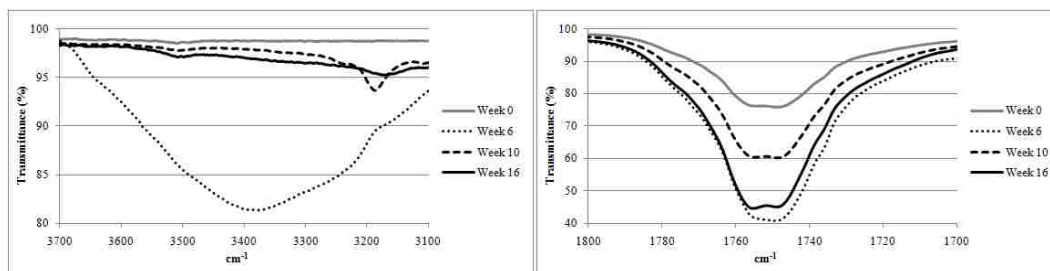 100
95
90
85
80
Transmittance (%)
3700 3600 3500 3400 3300 3200 3100
cm-1
Week 0
Week 6
Week 10
Week 16
100
90
80
70
60
50
40
Transmittance (%)
1800 1780 1760 1740 1720 1700
cm-1
Week 0
Week 6
Week 10
Week 16